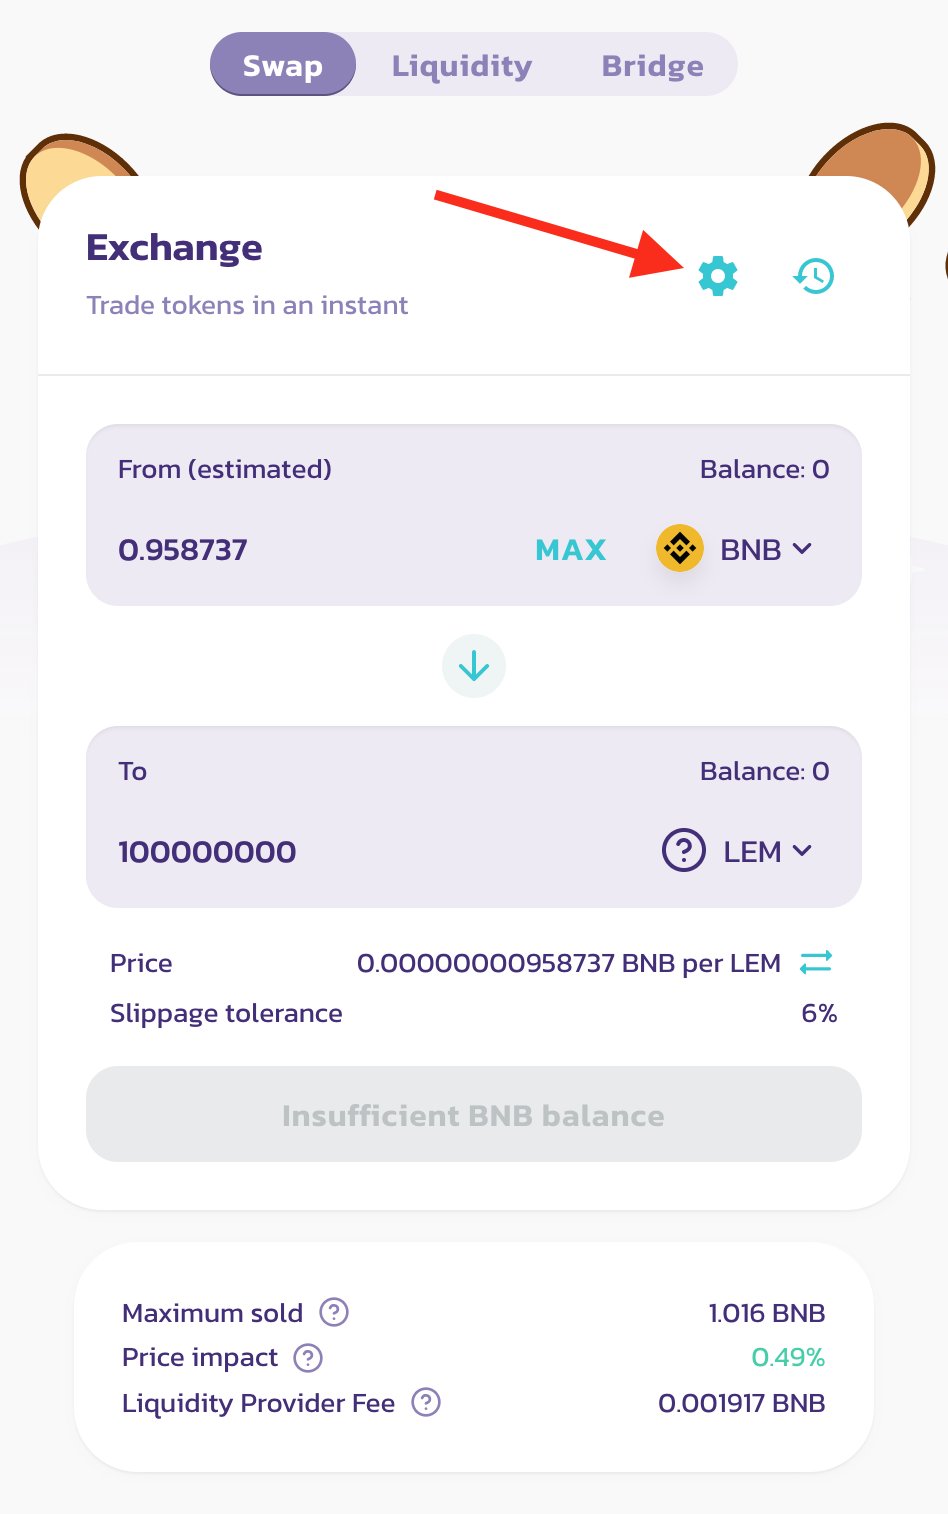 Swap Liquidity Bridge
Exchange
Trade tokens in an instant
From (estimated) Balance: 0
0.958737 MAX BNB
To Balance: 0
100000000 LEM
Price 0.00000000958737 BNB per LEM
Slippage tolerance 6%
Insufficient BNB balance
Maximum sold ? 1.016 BNB
Price impact ? 0.49%
Liquidity Provider Fee ? 0.001917 BNB